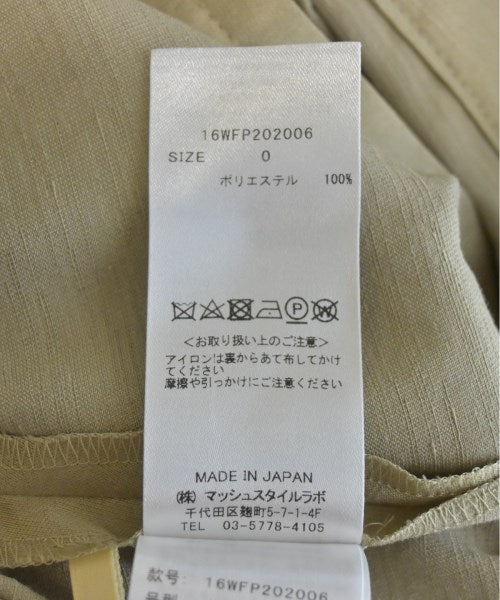 16WFP202006
SIZE 0
ポリエステル 100%
<お取り扱い上のご注意>
アイロンは裏からあて布してかけ
てください
摩擦や引っかけにご注意ください
MADE IN JAPAN
(株) マッシュスタイルラボ
千代田区麹町5-7-1-4F
TEL 03-5778-4105
款号: 16WFP202006